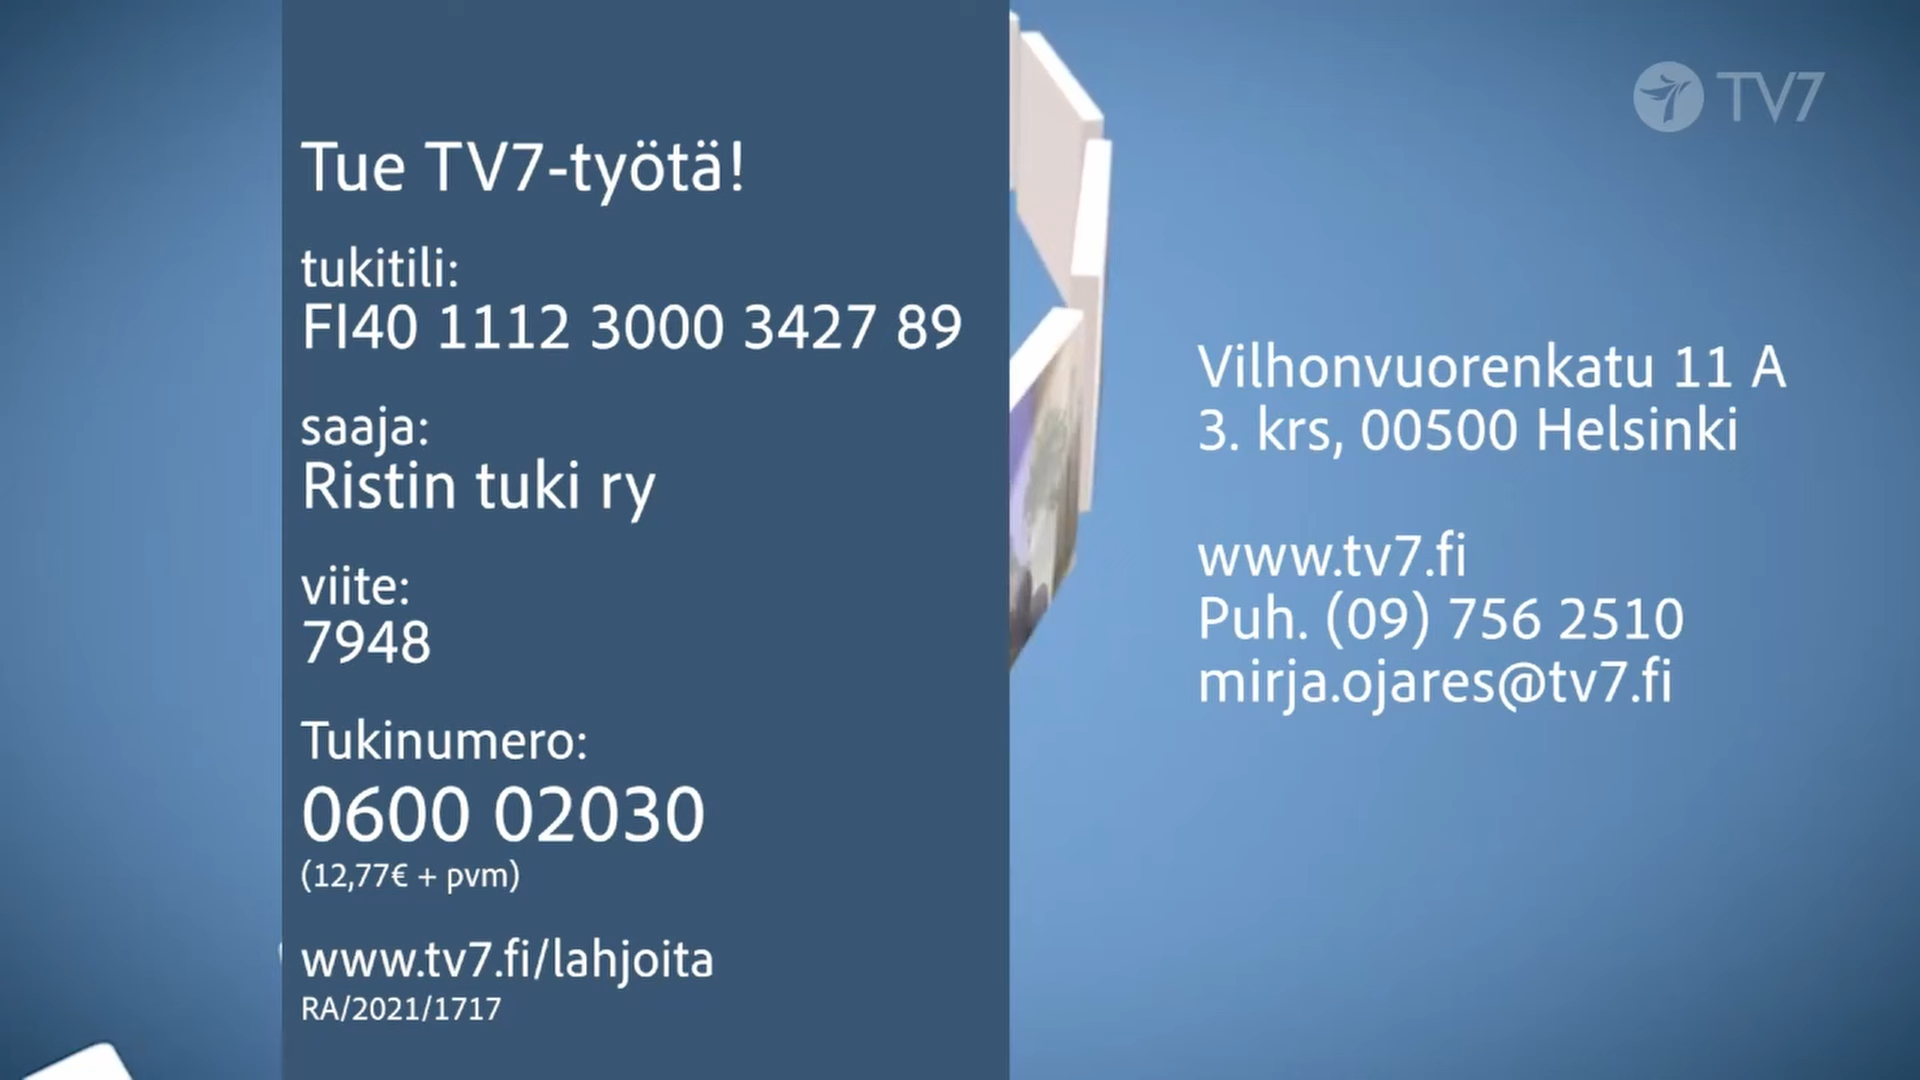 Tue TV7-työtä!
tukitili:
FI40 1112 3000 3427 89
saaja:
Ristin tuki ry
viite:
7948
Tukinumero:
0600 02030
(12,77€ + pvm)
www.tv7.fi/lahjoita
RA/2021/1717
TV7
Vilhonvuorenkatu 11 A
3. krs, 00500 Helsinki
www.tv7.fi
Puh. (09) 756 2510
mirja.ojares@tv7.fi